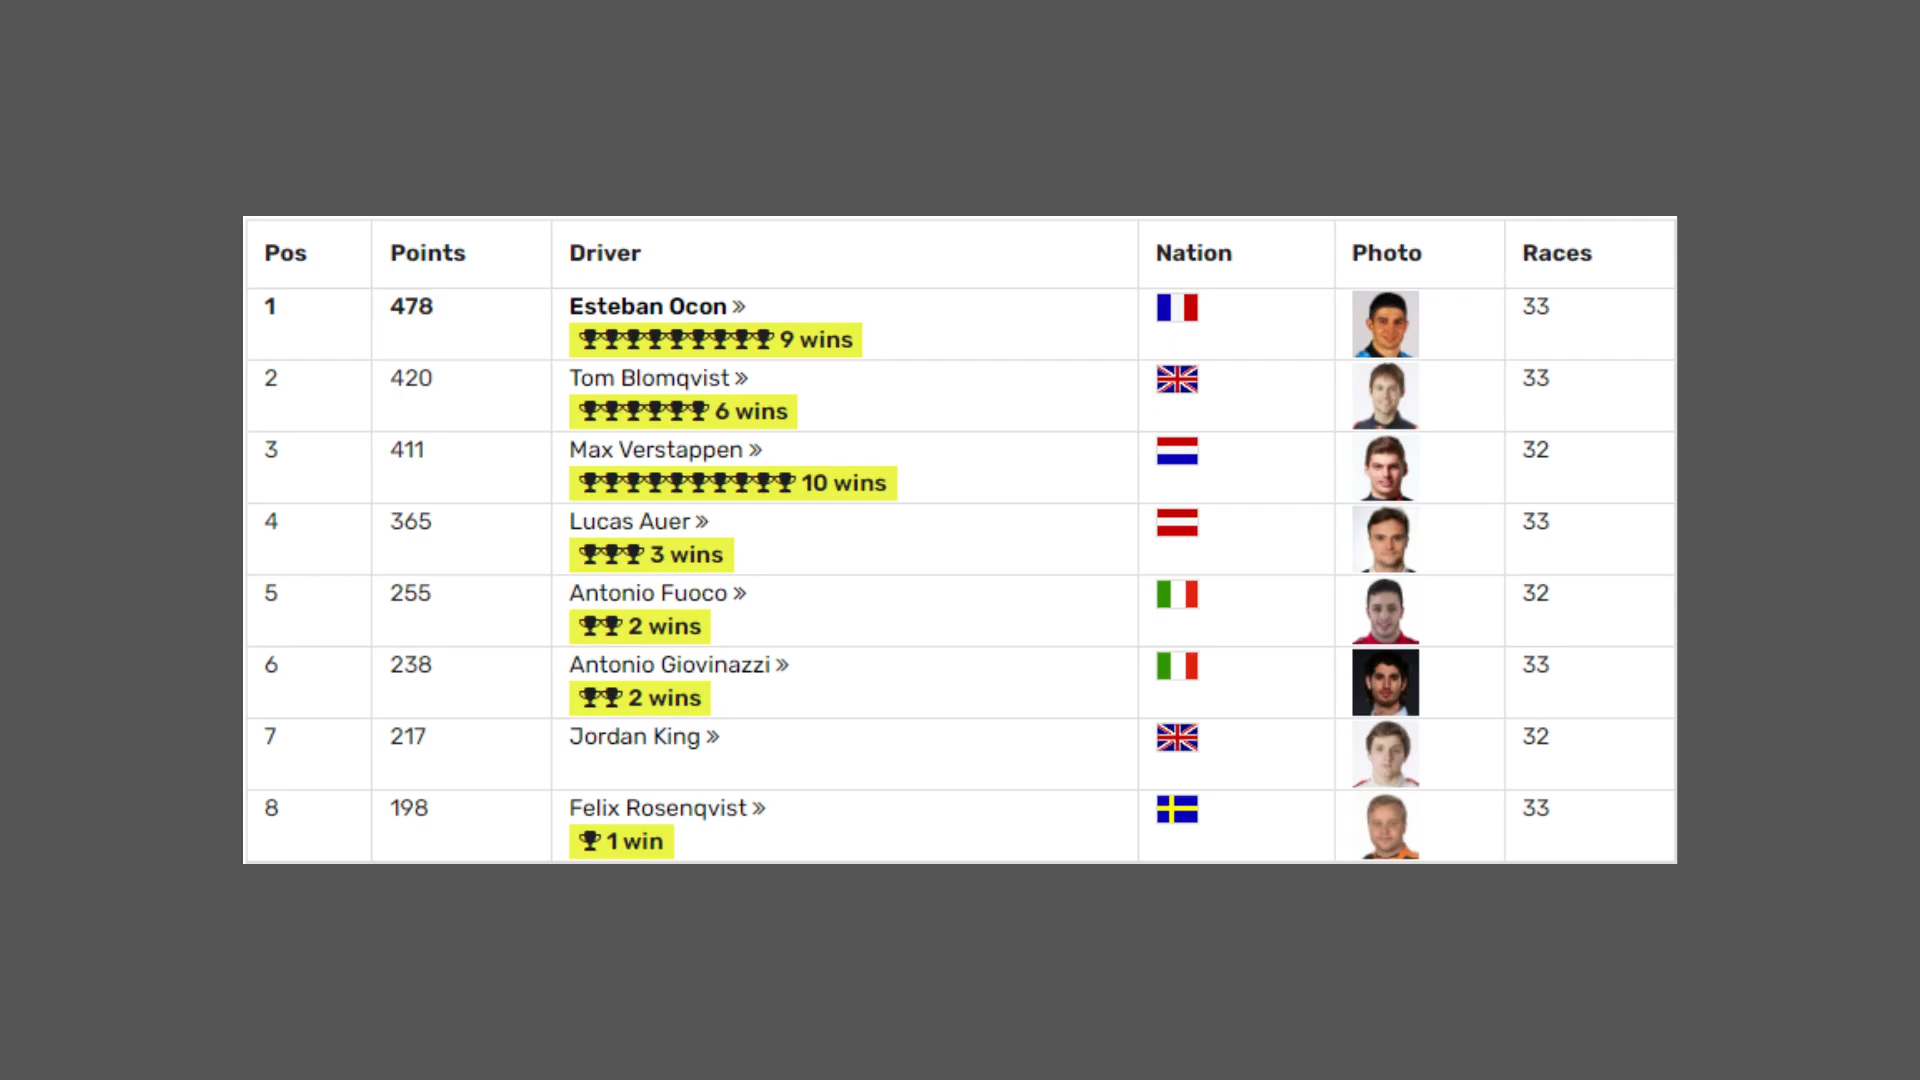 Pos Points Driver Nation Photo Races
1 478 Esteban Ocon » 33
9 wins
2 420 Tom Blomqvist » 33
6 wins
3 411 Max Verstappen » 32
10 wins
4 365 Lucas Auer » 33
3 wins
5 255 Antonio Fuoco » 32
2 wins
6 238 Antonio Giovinazzi » 33
2 wins
7 217 Jordan King » 32
8 198 Felix Rosenqvist » 33
1 win